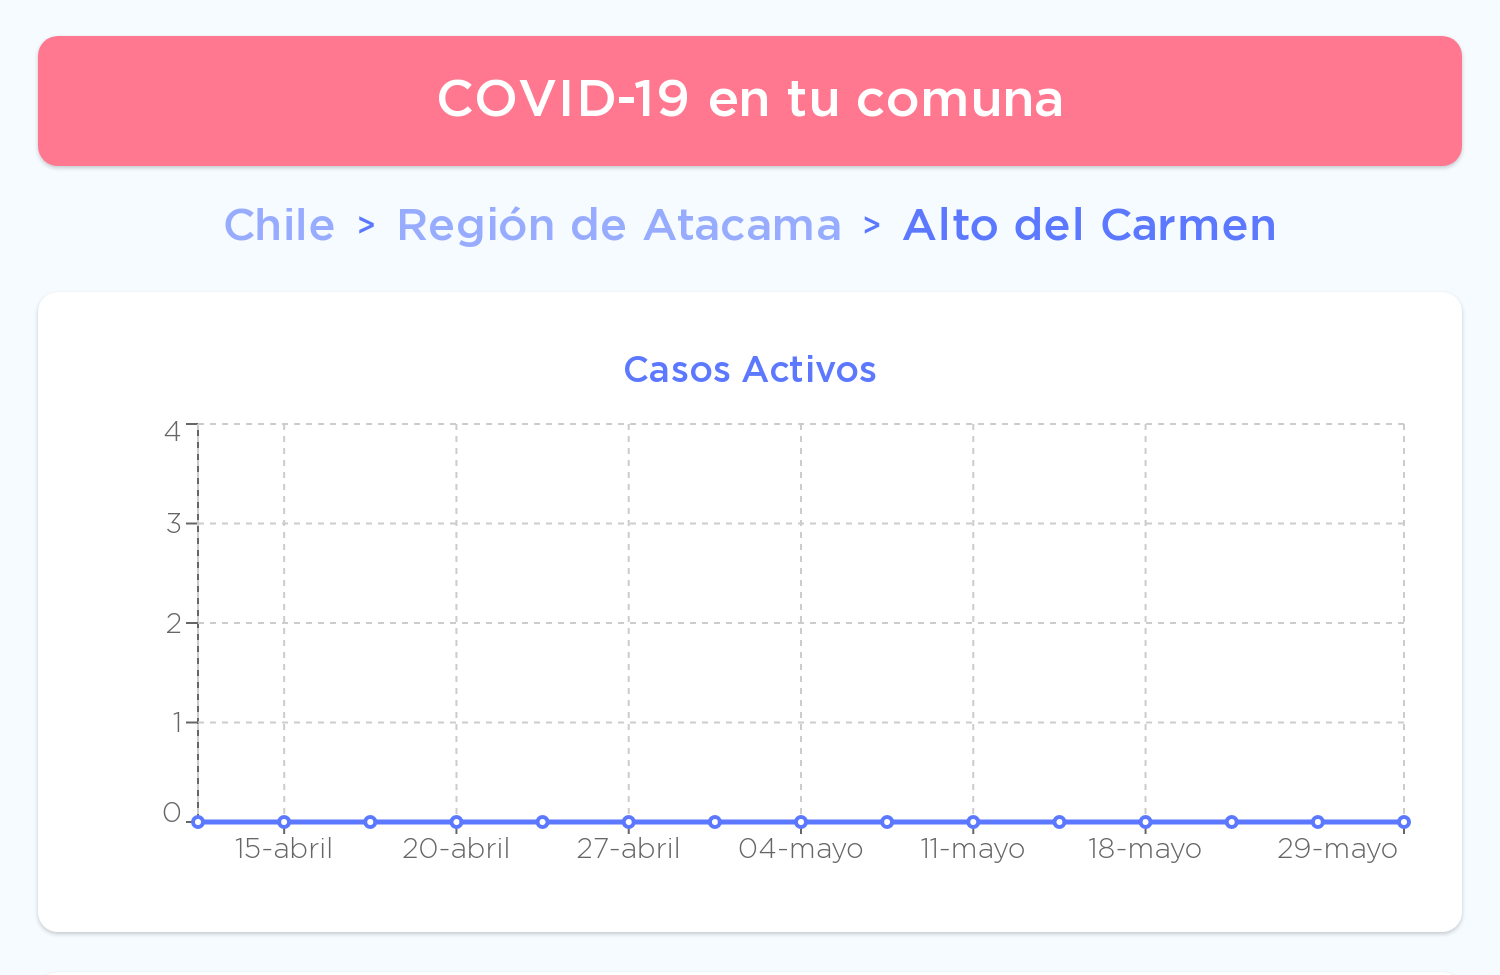 COVID-19 en tu comuna
Chile > Región de Atacama > Alto del Carmen
Casos Activos
4
3
2
1
0
15-abril 20-abril 27-abril 04-mayo 11-mayo 18-mayo 29-mayo